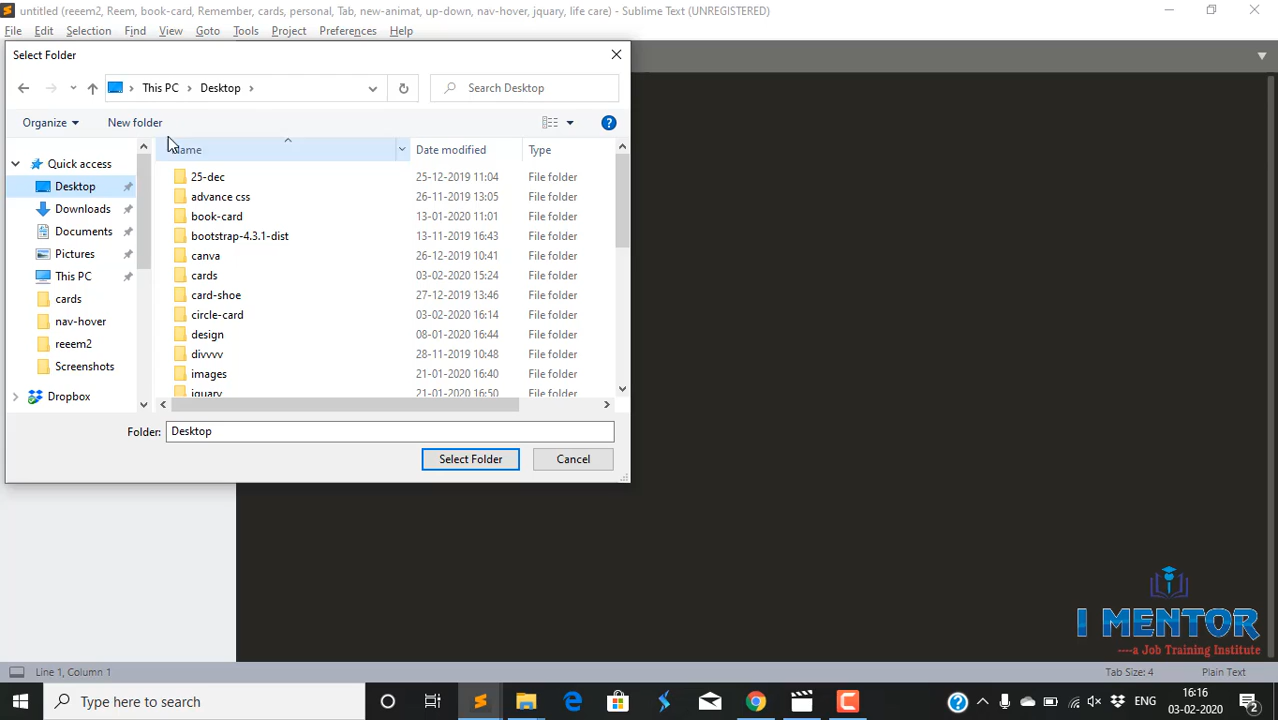 untitled (reeem2, Reem, book-card, Remember, cards, personal, Tab, new-animat, up-down, nav-hover, jquary, life care) - Sublime Text (UNREGISTERED)
File Edit Selection Find View Goto Tools Project Preferences Help
Select Folder
This PC Desktop
Search Desktop
Organize New folder
Name Date modified Type
Quick access
Desktop
Downloads
Documents
Pictures
This PC
cards
nav-hover
reeem2
Screenshots
Dropbox
25-dec 25-12-2019 11:04 File folder
advance css 26-11-2019 13:05 File folder
book-card 13-01-2020 11:01 File folder
bootstrap-4.3.1-dist 13-11-2019 16:43 File folder
canva 26-12-2019 10:41 File folder
cards 03-02-2020 15:24 File folder
card-shoe 27-12-2019 13:46 File folder
circle-card 03-02-2020 16:14 File folder
design 08-01-2020 16:44 File folder
divvvv 28-11-2019 10:48 File folder
images 21-01-2020 16:40 File folder
jquary 21-01-2020 16:50 File folder
Folder: Desktop
Select Folder Cancel
I MENTOR
----a Job Training Institute
Line 1, Column 1 Tab Size: 4 Plain Text
Type here to search
ENG
16:16
03-02-2020
2